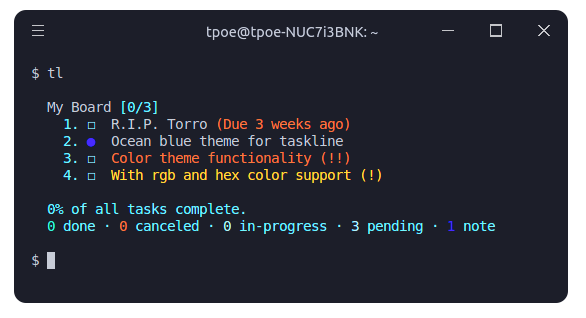 tpoe@tpoe-NUC7i3BNK: ~
$ tl
My Board [0/3]
1. ☐ R.I.P. Torro (Due 3 weeks ago)
2. ● Ocean blue theme for taskline
3. ☐ Color theme functionality (!!)
4. ☐ With rgb and hex color support (!)
0% of all tasks complete.
0 done · 0 canceled · 0 in-progress · 3 pending · 1 note
$